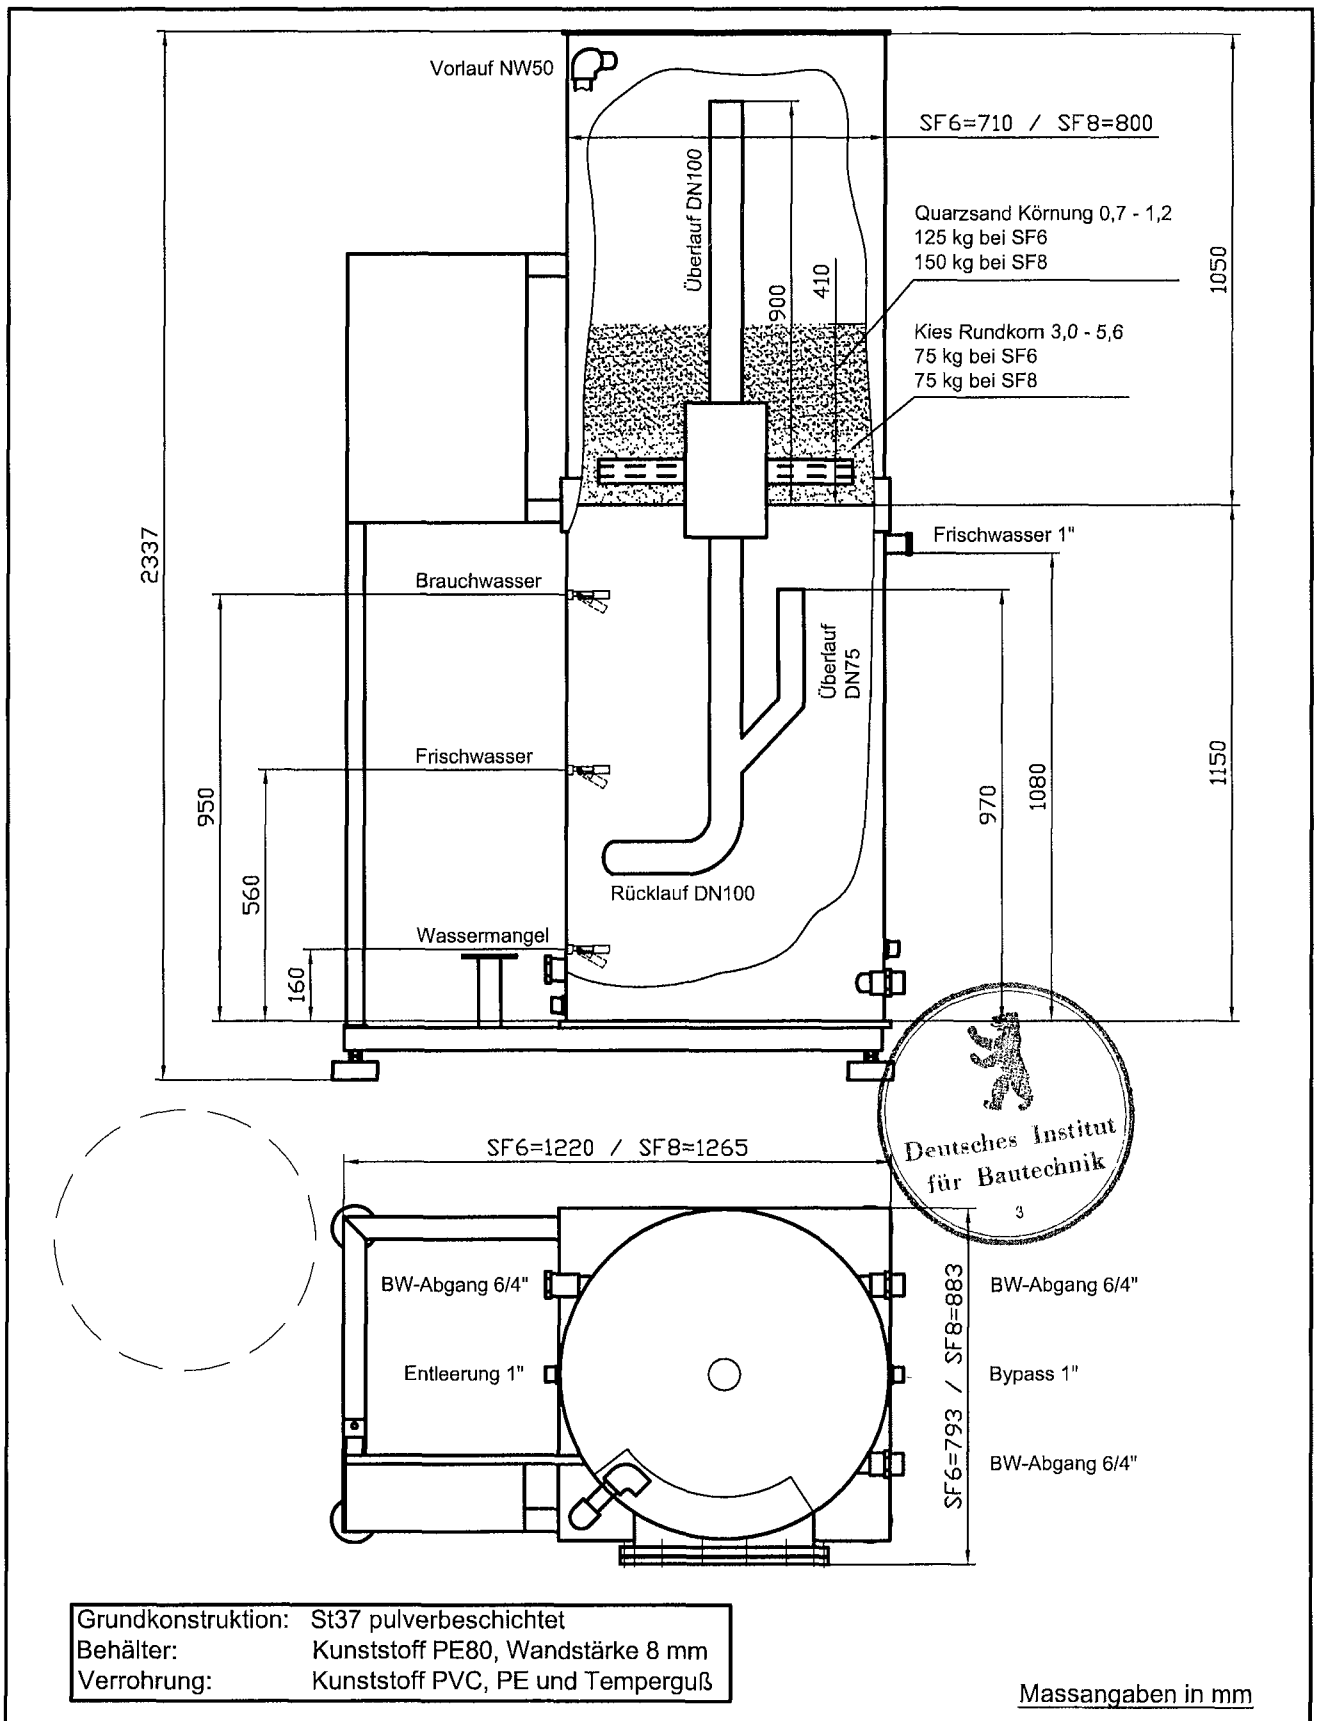 Vorlauf NW50
SF6=710 / SF8=800
Überlauf DN100
Quarzsand Körnung 0,7 - 1,2
125 kg bei SF6
150 kg bei SF8
410
900
1050
Kies Rundkorn 3,0 - 5,6
75 kg bei SF6
75 kg bei SF8
2337
Frischwasser 1"
Brauchwasser
Überlauf
DN75
Frischwasser
950
970
1080
1150
560
Rücklauf DN100
Wassermangel
160
Deutsches Institut
für Bautechnik
3
SF6=1220 / SF8=1265
BW-Abgang 6/4"
BW-Abgang 6/4"
Entleerung 1"
SF6=793 / SF8=883
Bypass 1"
BW-Abgang 6/4"
Grundkonstruktion: St37 pulverbeschichtet
Behälter: Kunststoff PE80, Wandstärke 8 mm
Verrohrung: Kunststoff PVC, PE und Temperguß
Massangaben in mm